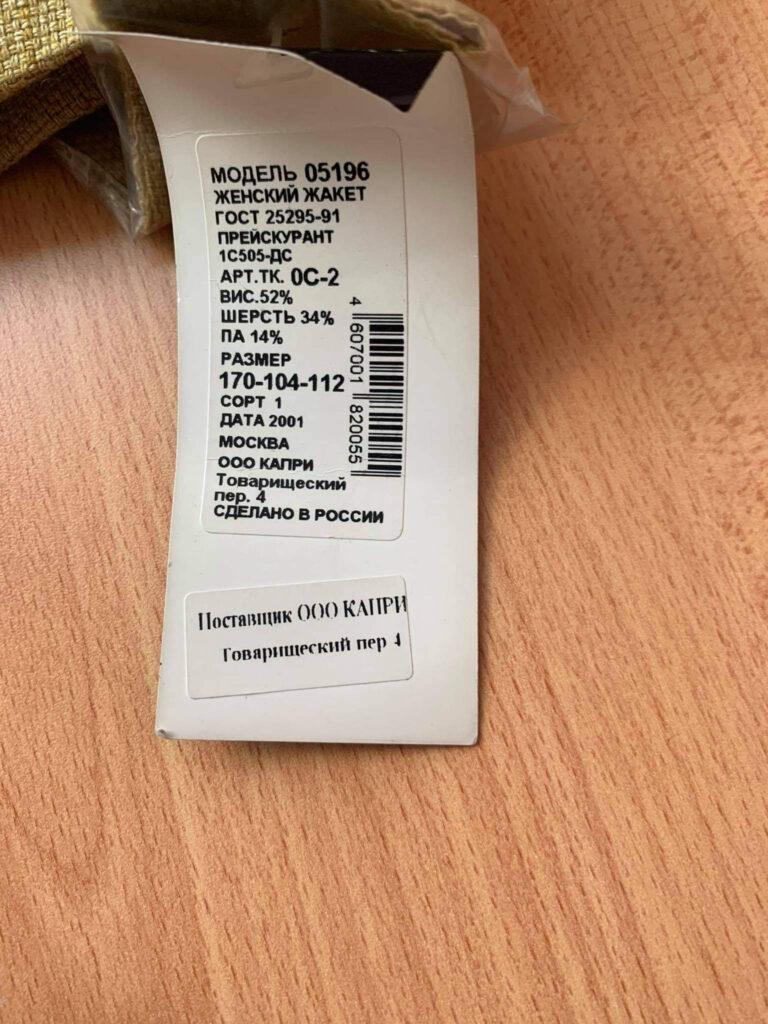 МОДЕЛЬ 05196
ЖЕНСКИЙ ЖАКЕТ
ГОСТ 25295-91
ПРЕЙСКУРАНТ
1С505-ДС
АРТ.ТК. 0С-2
ВИС.52%
ШЕРСТЬ 34%
ПА 14%
РАЗМЕР
170-104-112
СОРТ 1
ДАТА 2001
МОСКВА
ООО КАПРИ
Товарищеский
пер. 4
СДЕЛАНО В РОССИИ
4 607001 820055
Поставщик ООО КАПРИ
Товарищеский пер 4